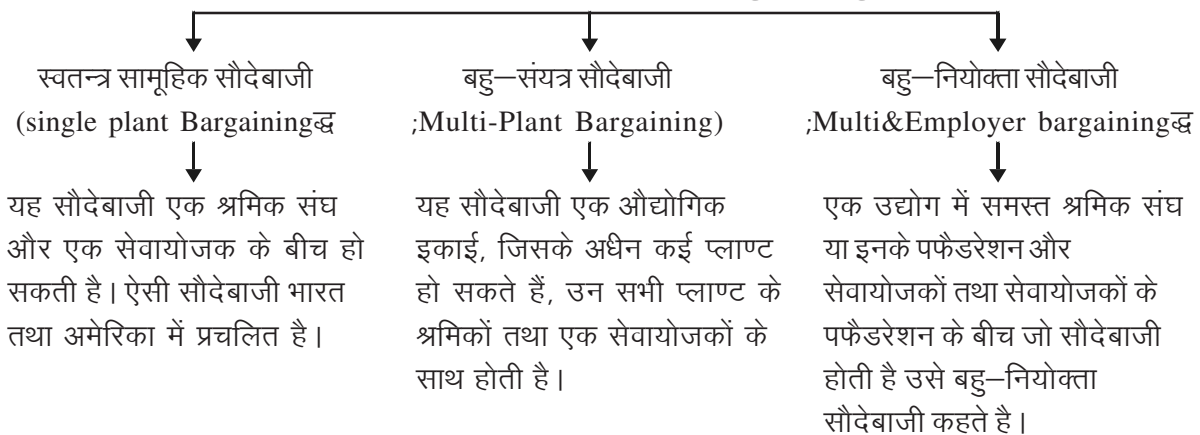 स्वतन्त्र सामूहिक सौदेबाजी
(single plant Bargainingद्ध
यह सौदेबाजी एक श्रमिक संघ
और एक सेवायोजक के बीच हो
सकती है। ऐसी सौदेबाजी भारत
तथा अमेरिका में प्रचलित है।
बहु–संयत्र सौदेबाजी
;Multi-Plant Bargaining)
यह सौदेबाजी एक औद्योगिक
इकाई, जिसके अधेन कई प्लाण्ट
हो सकते हैं, उन सभी प्लाण्ट के
श्रमिकों तथा एक सेवायोजकों के
साथ होती है।
बहु–नियोक्ता सौदेबाजी
;Multi&Employer bargainingद्ध
एक उद्योग में समस्त श्रमिक संघ
या इनके पफैडरेशन और
सेवायोजकों तथा सेवायोजकों के
पफैडरेशन के बीच जो सौदेबाजी
होती है उसे बहु–नियोक्ता
सौदेबाजी कहते है।